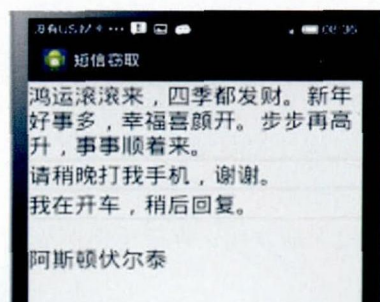 08:35
短信窃取
鸿运滚滚来，四季都发财。新年
好事多，幸福喜颜开。步步再高
升，事事顺着来。
请稍晚打我手机，谢谢。
我在开车，稍后回复。
阿斯顿伏尔泰